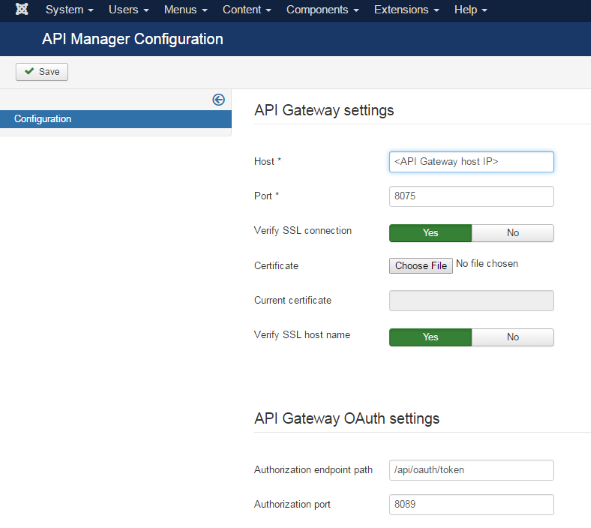 System Users Menus Content Components Extensions Help
API Manager Configuration
Save
Configuration
API Gateway settings
Host * <API Gateway host IP>
Port * 8075
Verify SSL connection Yes No
Certificate Choose File No file chosen
Current certificate
Verify SSL host name Yes No
API Gateway OAuth settings
Authorization endpoint path /api/oauth/token
Authorization port 8089